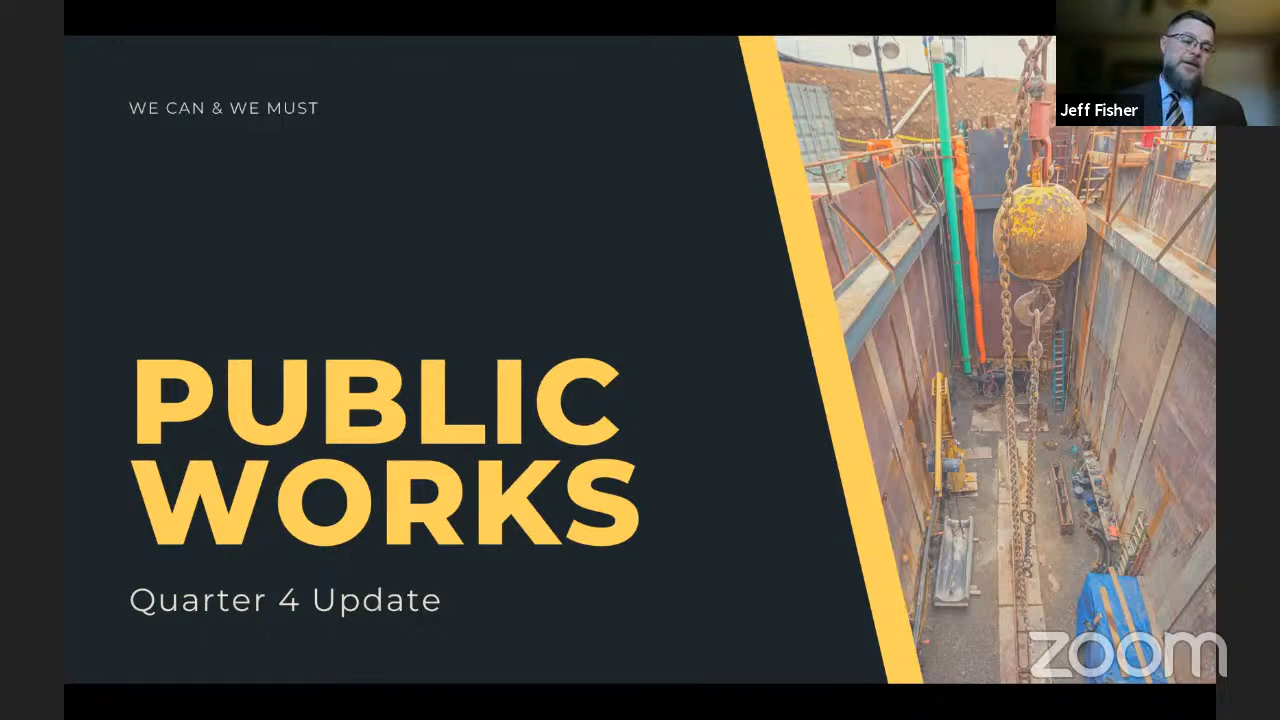 WE CAN & WE MUST
Jeff Fisher
PUBLIC
WORKS
Quarter 4 Update
zoom